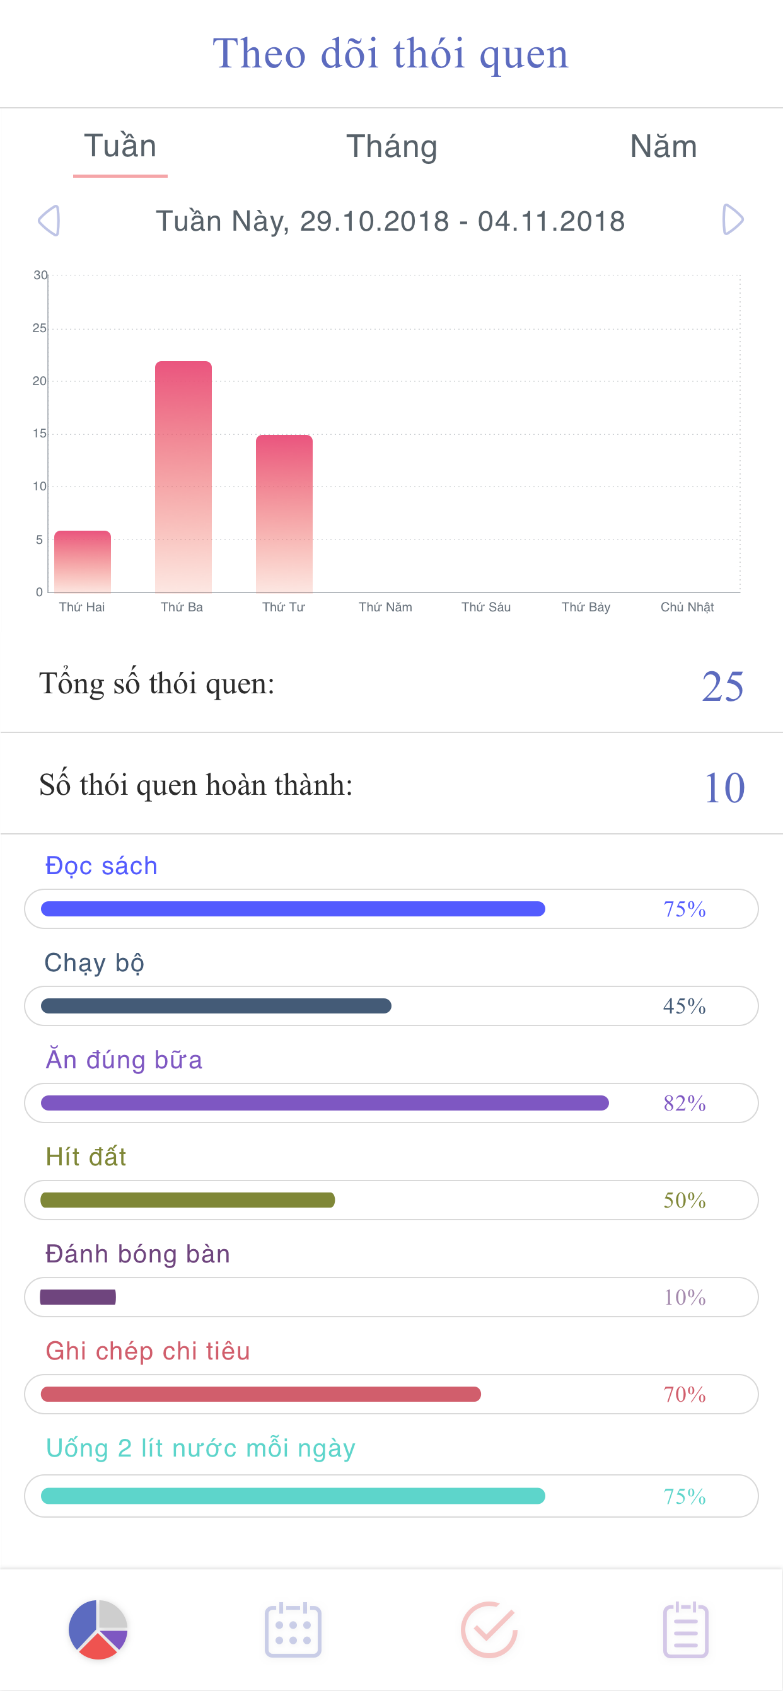 Theo dõi thói quen
Tuần Tháng Năm
Tuần Này, 29.10.2018 - 04.11.2018
30
25
20
15
10
5
0
Thứ Hai Thứ Ba Thứ Tư Thứ Năm Thứ Sáu Thứ Bảy Chủ Nhật
Tổng số thói quen: 25
Số thói quen hoàn thành: 10
Đọc sách
75%
Chạy bộ
45%
Ăn đúng bữa
82%
Hít đất
50%
Đánh bóng bàn
10%
Ghi chép chi tiêu
70%
Uống 2 lít nước mỗi ngày
75%